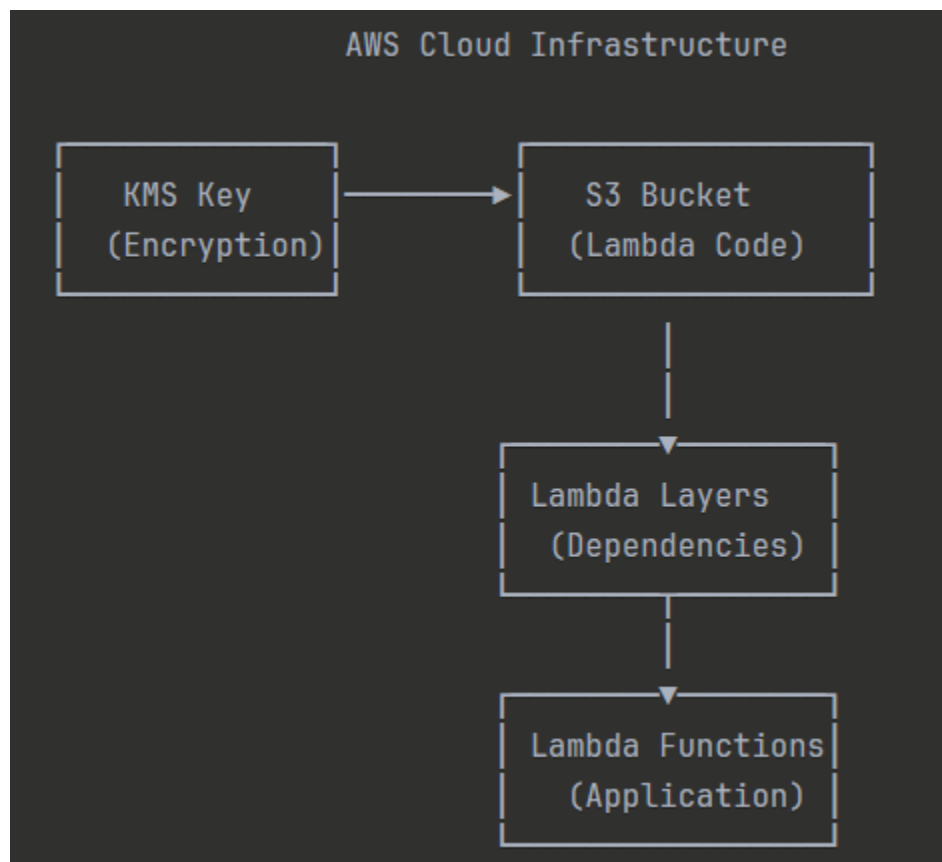 AWS Cloud Infrastructure
KMS Key
(Encryption)
S3 Bucket
(Lambda Code)
Lambda Layers
(Dependencies)
Lambda Functions
(Application)